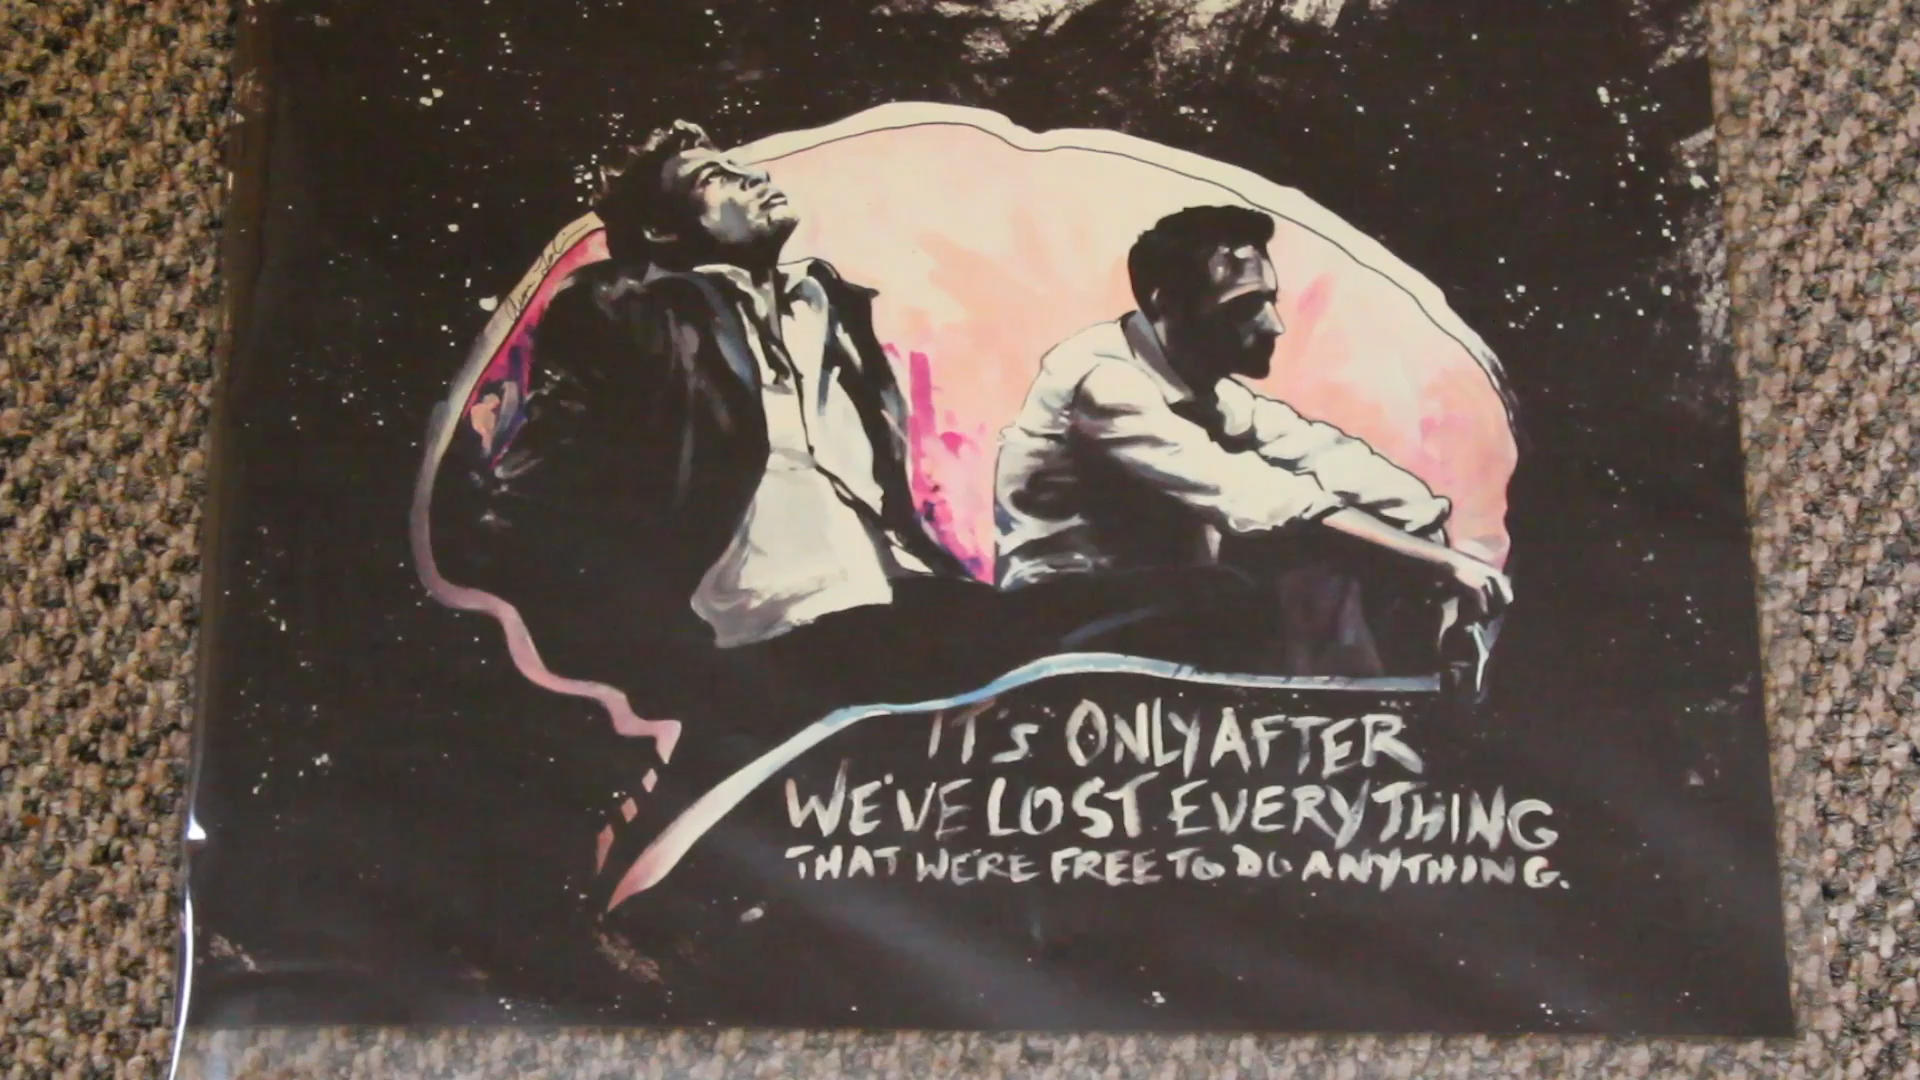 IT'S ONLY AFTER
WE'VE LOST EVERYTHING
THAT WE'RE FREE TO DO ANYTHING.